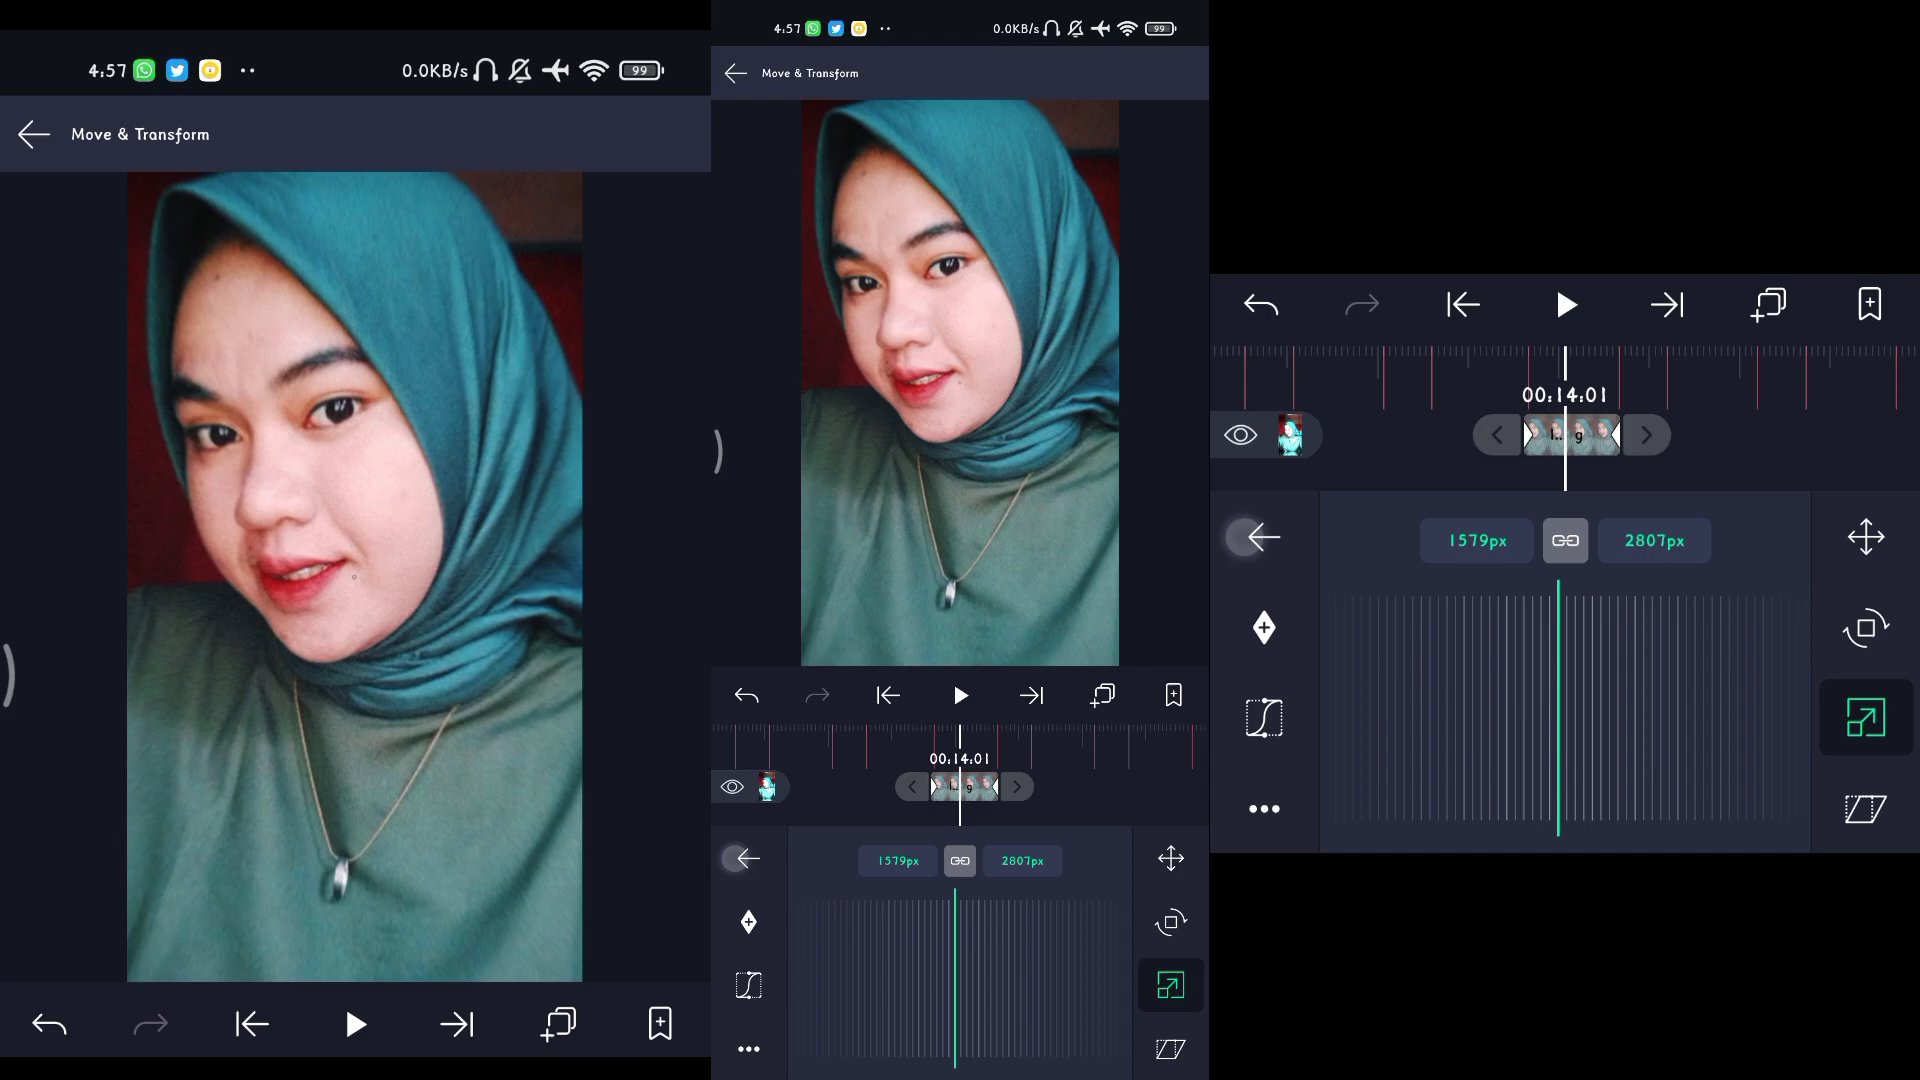 4:57
0.0KB/s
99
Move & Transform
4:57
0.0KB/s
99
Move & Transform
00:14:01
l.. g
1579px
2807px
00:14:01
l.. g
1579px
2807px